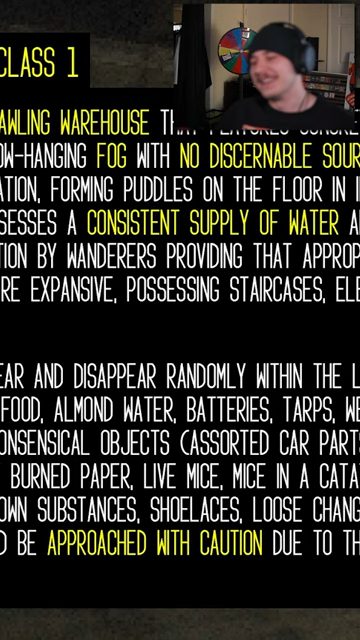 CLASS 1
AWLING WAREHOUSE
OW-HANGING FOG WITH NO DISCERNABLE SOUR
ATION, FORMING PUDDLES ON THE FLOOR IN I
SESSES A CONSISTENT SUPPLY OF WATER A
TION BY WANDERERS PROVIDING THAT APPROP
RE EXPANSIVE, POSSESSING STAIRCASES, ELE
EAR AND DISAPPEAR RANDOMLY WITHIN THE L
FOOD, ALMOND WATER, BATTERIES, TARPS, WE
ONSENSICAL OBJECTS (ASSORTED CAR PART
BURNED PAPER, LIVE MICE, MICE IN A CATA
OWN SUBSTANCES, SHOELACES, LOOSE CHANG
D BE APPROACHED WITH CAUTION DUE TO TH